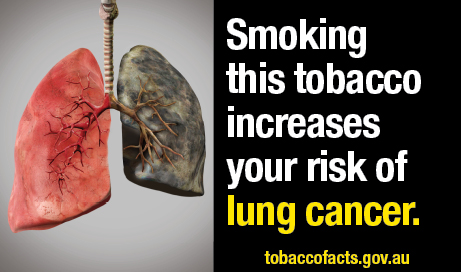 Smoking
this tobacco
increases
your risk of
lung cancer.
tobaccofacts.gov.au